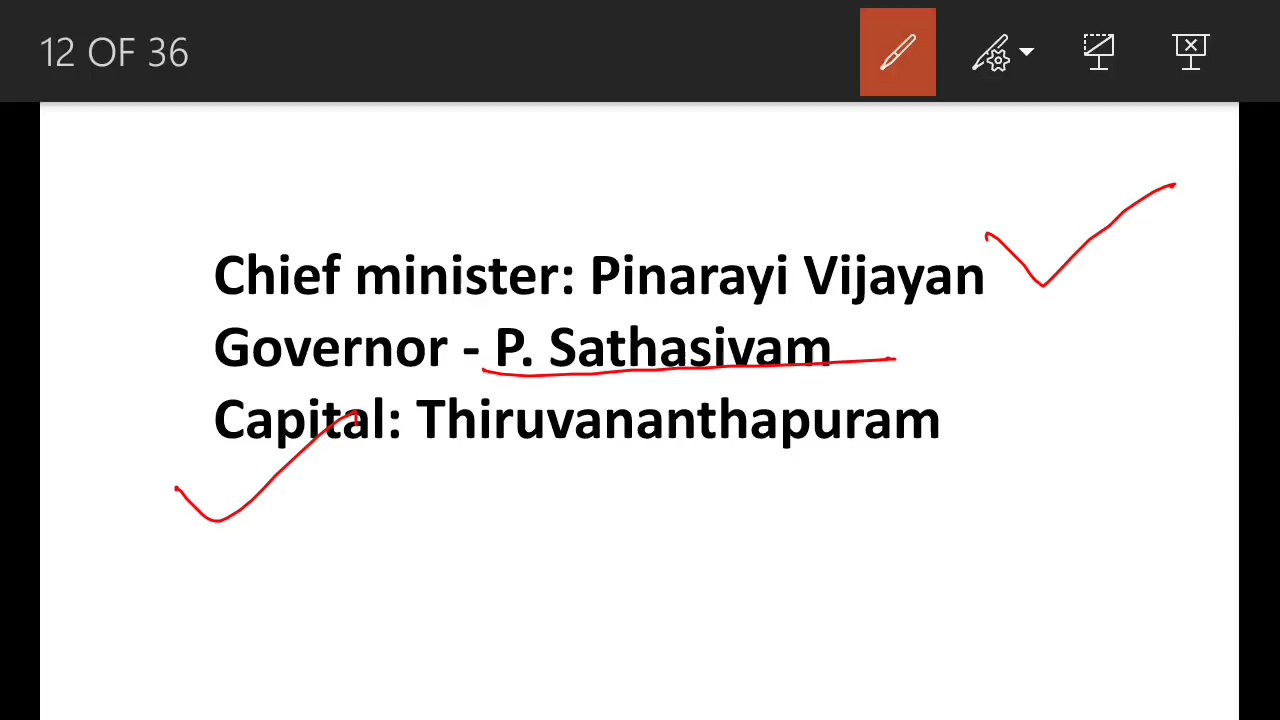 12 OF 36
Chief minister: Pinarayi Vijayan
Governor - P. Sathasivam
Capital: Thiruvananthapuram